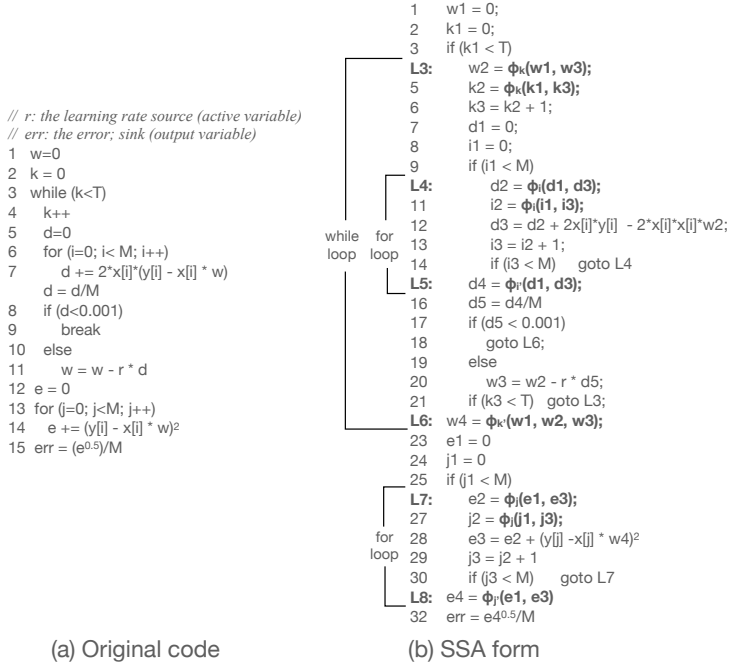 // r: the learning rate source (active variable)
// err: the error; sink (output variable)
1 w=0
2 k = 0
3 while (k<T)
4 k++
5 d=0
6 for (i=0; i< M; i++)
7 d += 2*x[i]*(y[i] - x[i] * w)
d = d/M
8 if (d<0.001)
9 break
10 else
11 w = w - r * d
12 e = 0
13 for (j=0; j<M; j++)
14 e += (y[i] - x[i] * w)²
15 err = (e⁰·⁵)/M
(a) Original code
while loop
for loop
for loop
1 w1 = 0;
2 k1 = 0;
3 if (k1 < T)
L3: w2 = ϕₖ(w1, w3);
5 k2 = ϕₖ(k1, k3);
6 k3 = k2 + 1;
7 d1 = 0;
8 i1 = 0;
9 if (i1 < M)
L4: d2 = ϕᵢ(d1, d3);
11 i2 = ϕᵢ(i1, i3);
12 d3 = d2 + 2x[i]*y[i] - 2*x[i]*x[i]*w2;
13 i3 = i2 + 1;
14 if (i3 < M) goto L4
L5: d4 = ϕᵢ'(d1, d3);
16 d5 = d4/M
17 if (d5 < 0.001)
18 goto L6;
19 else
20 w3 = w2 - r * d5;
21 if (k3 < T) goto L3;
L6: w4 = ϕₖ'(w1, w2, w3);
23 e1 = 0
24 j1 = 0
25 if (j1 < M)
L7: e2 = ϕⱼ(e1, e3);
27 j2 = ϕⱼ(j1, j3);
28 e3 = e2 + (y[j] -x[j] * w4)²
29 j3 = j2 + 1
30 if (j3 < M) goto L7
L8: e4 = ϕⱼ'(e1, e3)
32 err = e4⁰·⁵/M
(b) SSA form